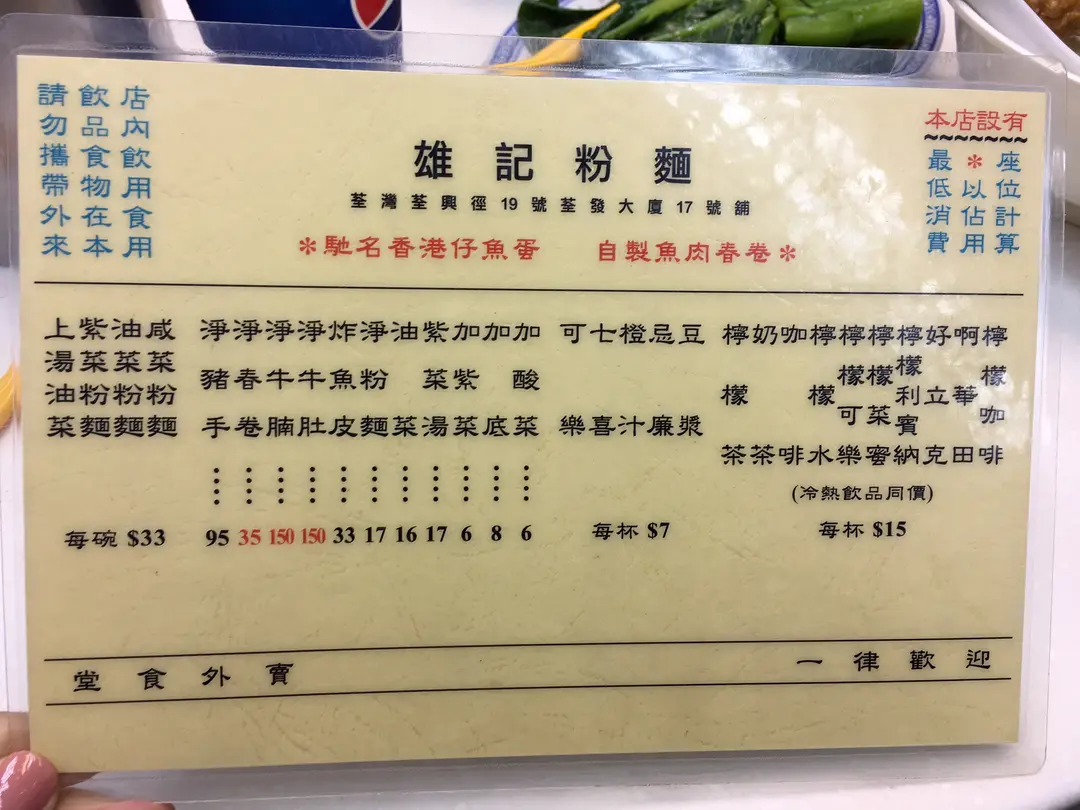 請勿攜帶外來
飲品食物在本
店內飲用食用
雄記粉麵
荃灣荃興徑19號荃發大廈17號舖
*馳名香港仔魚蛋 自製魚肉春卷*
本店設有
最低消費
*以佔用
座位計算
上湯油菜
紫菜粉麵
油菜粉麵
咸菜粉麵
每碗 $33
淨豬手……95
淨春卷……35
淨牛腩……150
淨牛肚……150
炸魚皮……33
淨粉麵……17
油菜……16
紫菜湯……17
加紫菜……6
加底……8
加酸菜……6
可樂
七喜
橙汁
忌廉
豆漿
每杯 $7
檸檬茶
奶茶
咖啡
檸檬水
檸檬可樂
檸檬菜蜜
檸檬利賓納
好立克
啊華田
檸檬咖啡
(冷熱飲品同價)
每杯 $15
堂食外賣 一律歡迎